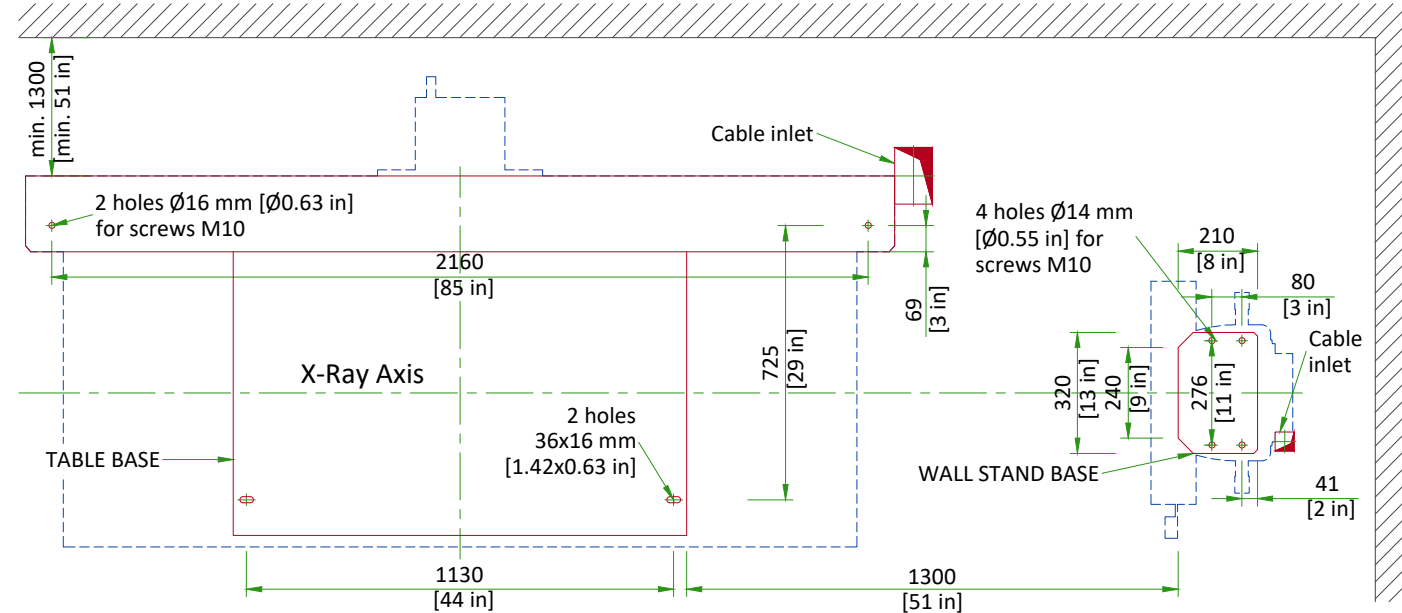 min. 1300
[min. 51 in]
Cable inlet
2 holes Ø16 mm [Ø0.63 in]
for screws M10
2160
[85 in]
69
[3 in]
4 holes Ø14 mm
[Ø0.55 in] for
screws M10
210
[8 in]
80
[3 in]
Cable
inlet
X-Ray Axis
725
[29 in]
320
[13 in]
240
[9 in]
276
[11 in]
2 holes
36x16 mm
[1.42x0.63 in]
TABLE BASE
WALL STAND BASE
41
[2 in]
1130
[44 in]
1300
[51 in]